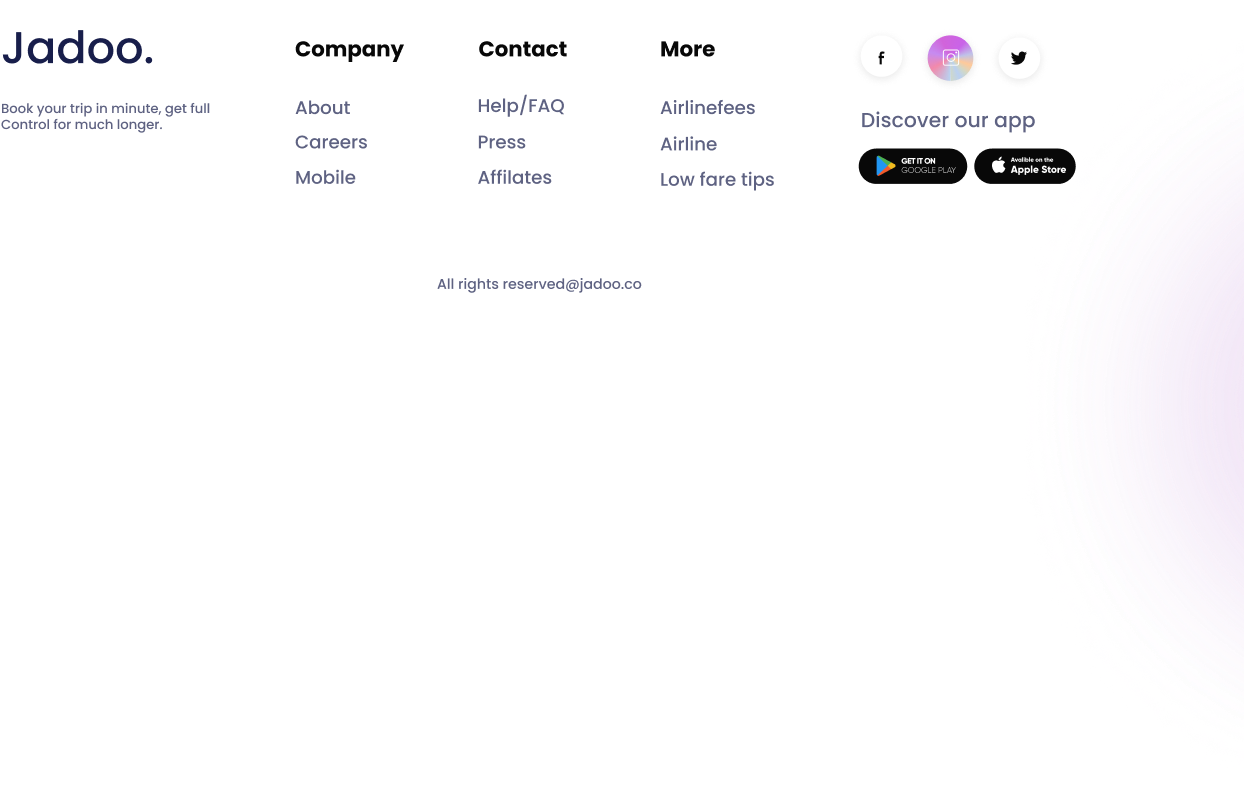 Jadoo.
Book your trip in minute, get full
Control for much longer.
Company
About
Careers
Mobile
Contact
Help/FAQ
Press
Affilates
More
Airlinefees
Airline
Low fare tips
f
Discover our app
GET IT ON
GOOGLE PLAY
Avalible on the
Apple Store
All rights reserved@jadoo.co